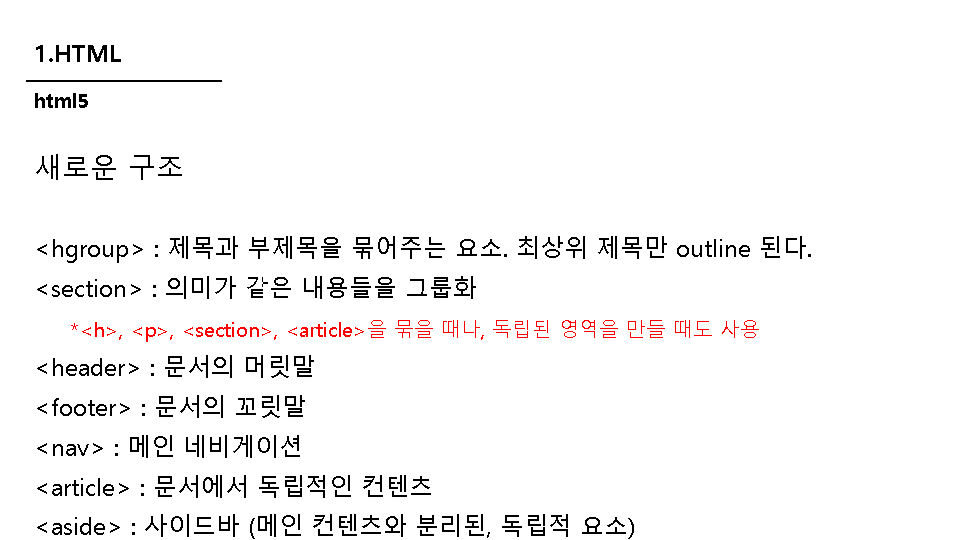 1.HTML
html5
새로운 구조
<hgroup> : 제목과 부제목을 묶어주는 요소. 최상위 제목만 outline 된다.
<section> : 의미가 같은 내용들을 그룹화
*<h>, <p>, <section>, <article>을 묶을 때나, 독립된 영역을 만들 때도 사용
<header> : 문서의 머릿말
<footer> : 문서의 꼬릿말
<nav> : 메인 네비게이션
<article> : 문서에서 독립적인 컨텐츠
<aside> : 사이드바 (메인 컨텐츠와 분리된, 독립적 요소)